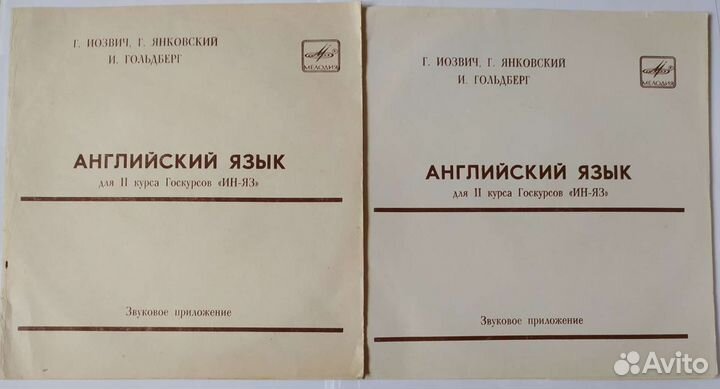 Г. ИОЗВИЧ, Г. ЯНКОВСКИЙ
И. ГОЛЬДБЕРГ
МЕЛОДИЯ
АНГЛИЙСКИЙ ЯЗЫК
для II курса Госкурсов «ИН-ЯЗ»
Звуковое приложение
Г. ИОЗВИЧ, Г. ЯНКОВСКИЙ
И. ГОЛЬДБЕРГ
МЕЛОДИЯ
АНГЛИЙСКИЙ ЯЗЫК
для II курса Госкурсов «ИН-ЯЗ»
Звуковое приложение
Avito